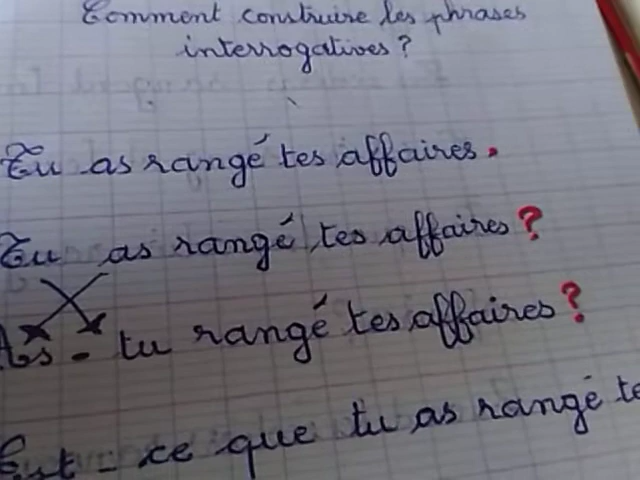 Comment construire les phrases
interrogatives ?
Tu as rangé tes affaires.
Tu as rangé tes affaires ?
As-tu rangé tes affaires ?
Est-ce que tu as rangé te